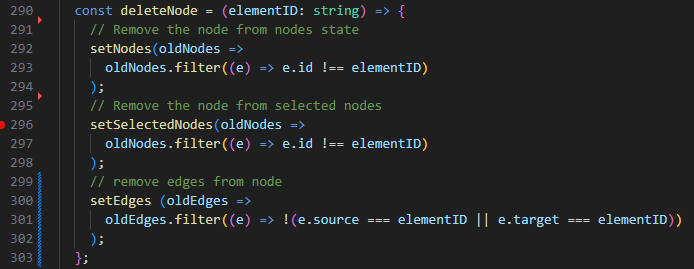 290 const deleteNode = (elementID: string) => {
291 // Remove the node from nodes state
292 setNodes(oldNodes =>
293 oldNodes.filter((e) => e.id !== elementID)
294 );
295 // Remove the node from selected nodes
296 setSelectedNodes(oldNodes =>
297 oldNodes.filter((e) => e.id !== elementID)
298 );
299 // remove edges from node
300 setEdges (oldEdges =>
301 oldEdges.filter((e) => !(e.source === elementID || e.target === elementID))
302 );
303 };